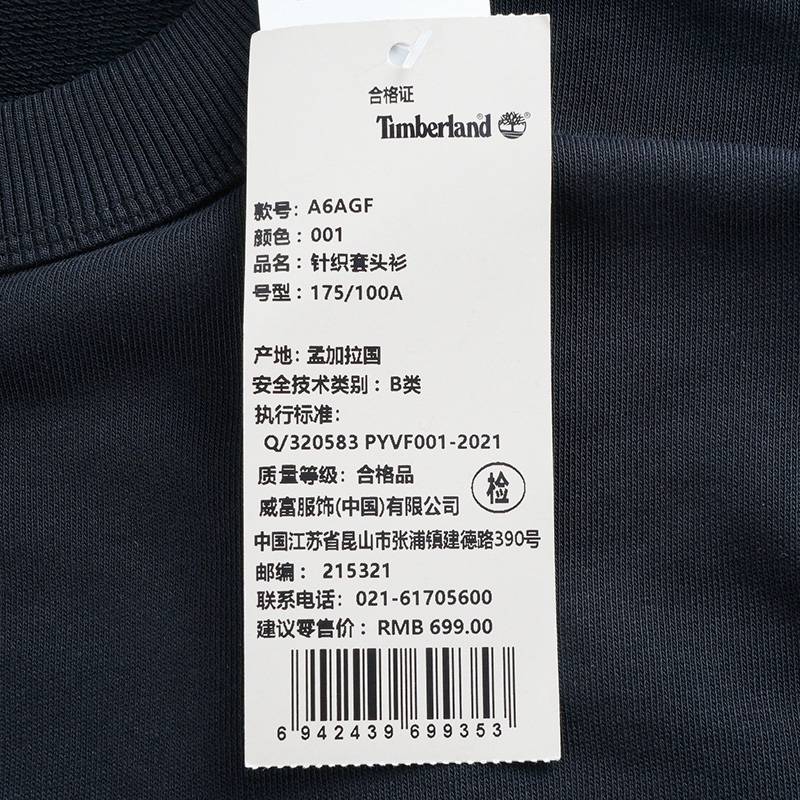 合格证
Timberland®
款号: A6AGF
颜色: 001
品名: 针织套头衫
号型: 175/100A
产地: 孟加拉国
安全技术类别: B类
执行标准:
Q/320583 PYVF001-2021
质量等级: 合格品
检
威富服饰(中国)有限公司
中国江苏省昆山市张浦镇建德路390号
邮编: 215321
联系电话: 021-61705600
建议零售价: RMB 699.00
6942439699353